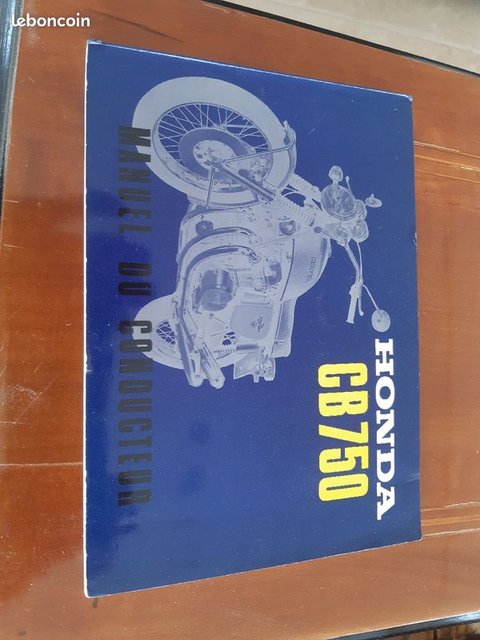 leboncoin
HONDA
CB750
MANUEL DU CONDUCTEUR